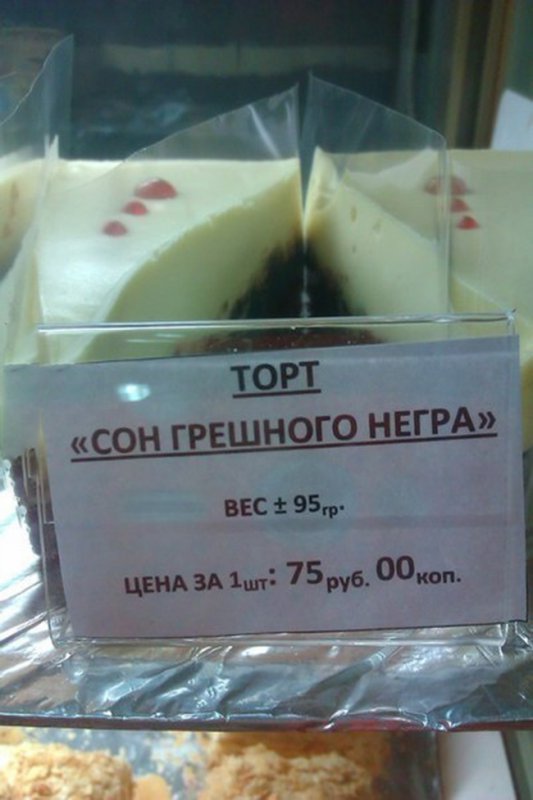 ТОРТ
«СОН ГРЕШНОГО НЕГРА»
ВЕС ± 95гр.
ЦЕНА ЗА 1шт: 75руб. 00коп.